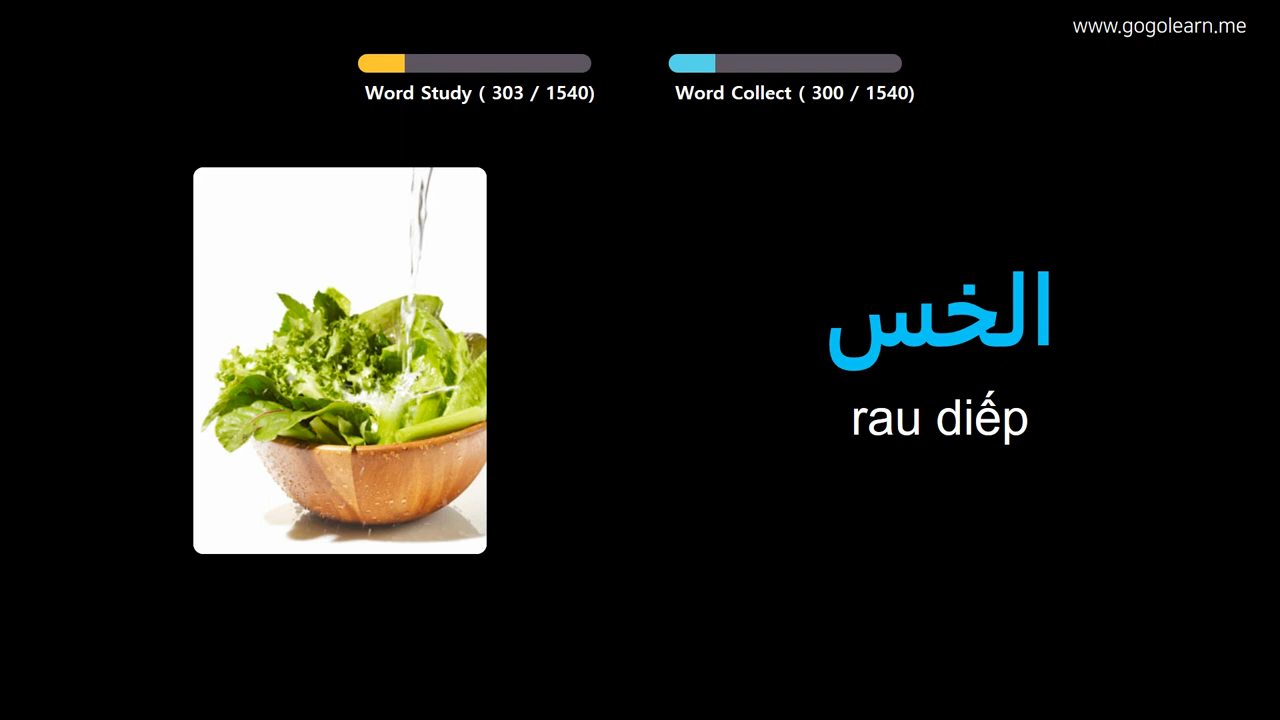 www.gogolearn.me
Word Study ( 303 / 1540)
Word Collect ( 300 / 1540)
الخس
rau diếp